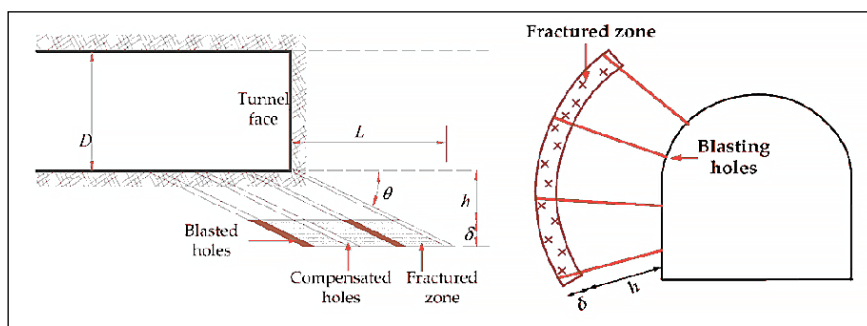 Tunnel
face
D
L
θ
h
δ
Blasted
holes
Compensated
holes
Fractured
zone
Fractured zone
Blasting
holes
δ
h